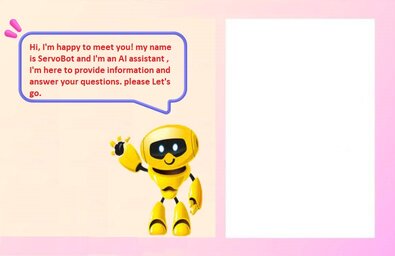 Hi, I'm happy to meet you! my name
is ServoBot and I'm an AI assistant ,
I'm here to provide information and
answer your questions. please Let's
go.